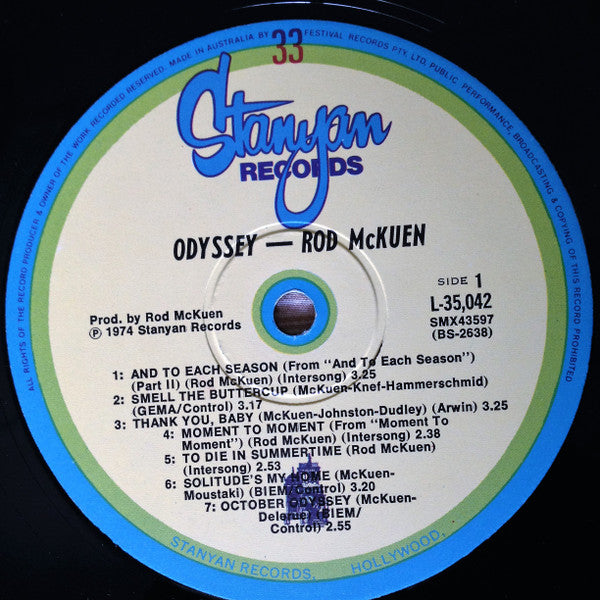 ALL RIGHTS OF THE RECORD PRODUCER & OWNER OF THE WORK RECORDED RESERVED. MADE IN AUSTRALIA BY FESTIVAL RECORDS PTY. LTD. PUBLIC PERFORMANCE, BROADCASTING & COPYING OF THIS RECORD PROHIBITED
33
Stanyan
RECORDS
ODYSSEY — ROD McKUEN
SIDE 1
L-35,042
SMX43597
(BS-2638)
Prod. by Rod McKuen
Ⓟ 1974 Stanyan Records
1: AND TO EACH SEASON (From "And To Each Season")
(Part II) (Rod McKuen) (Intersong) 3.25
2: SMELL THE BUTTERCUP (McKuen-Knef-Hammerschmid)
(GEMA/Control) 3.17
3: THANK YOU, BABY (McKuen-Johnston-Dudley) (Arwin) 3.25
4: MOMENT TO MOMENT (From "Moment To
Moment") (Rod McKuen) (Intersong) 2.38
5: TO DIE IN SUMMERTIME (Rod McKuen)
(Intersong) 2.53
6: SOLITUDE'S MY HOME (McKuen-
Moustaki) (BIEM/Control) 3.20
7: OCTOBER ODYSSEY (McKuen-
(BIEM/
Control) 2.55
STANYAN RECORDS, HOLLYWOOD,